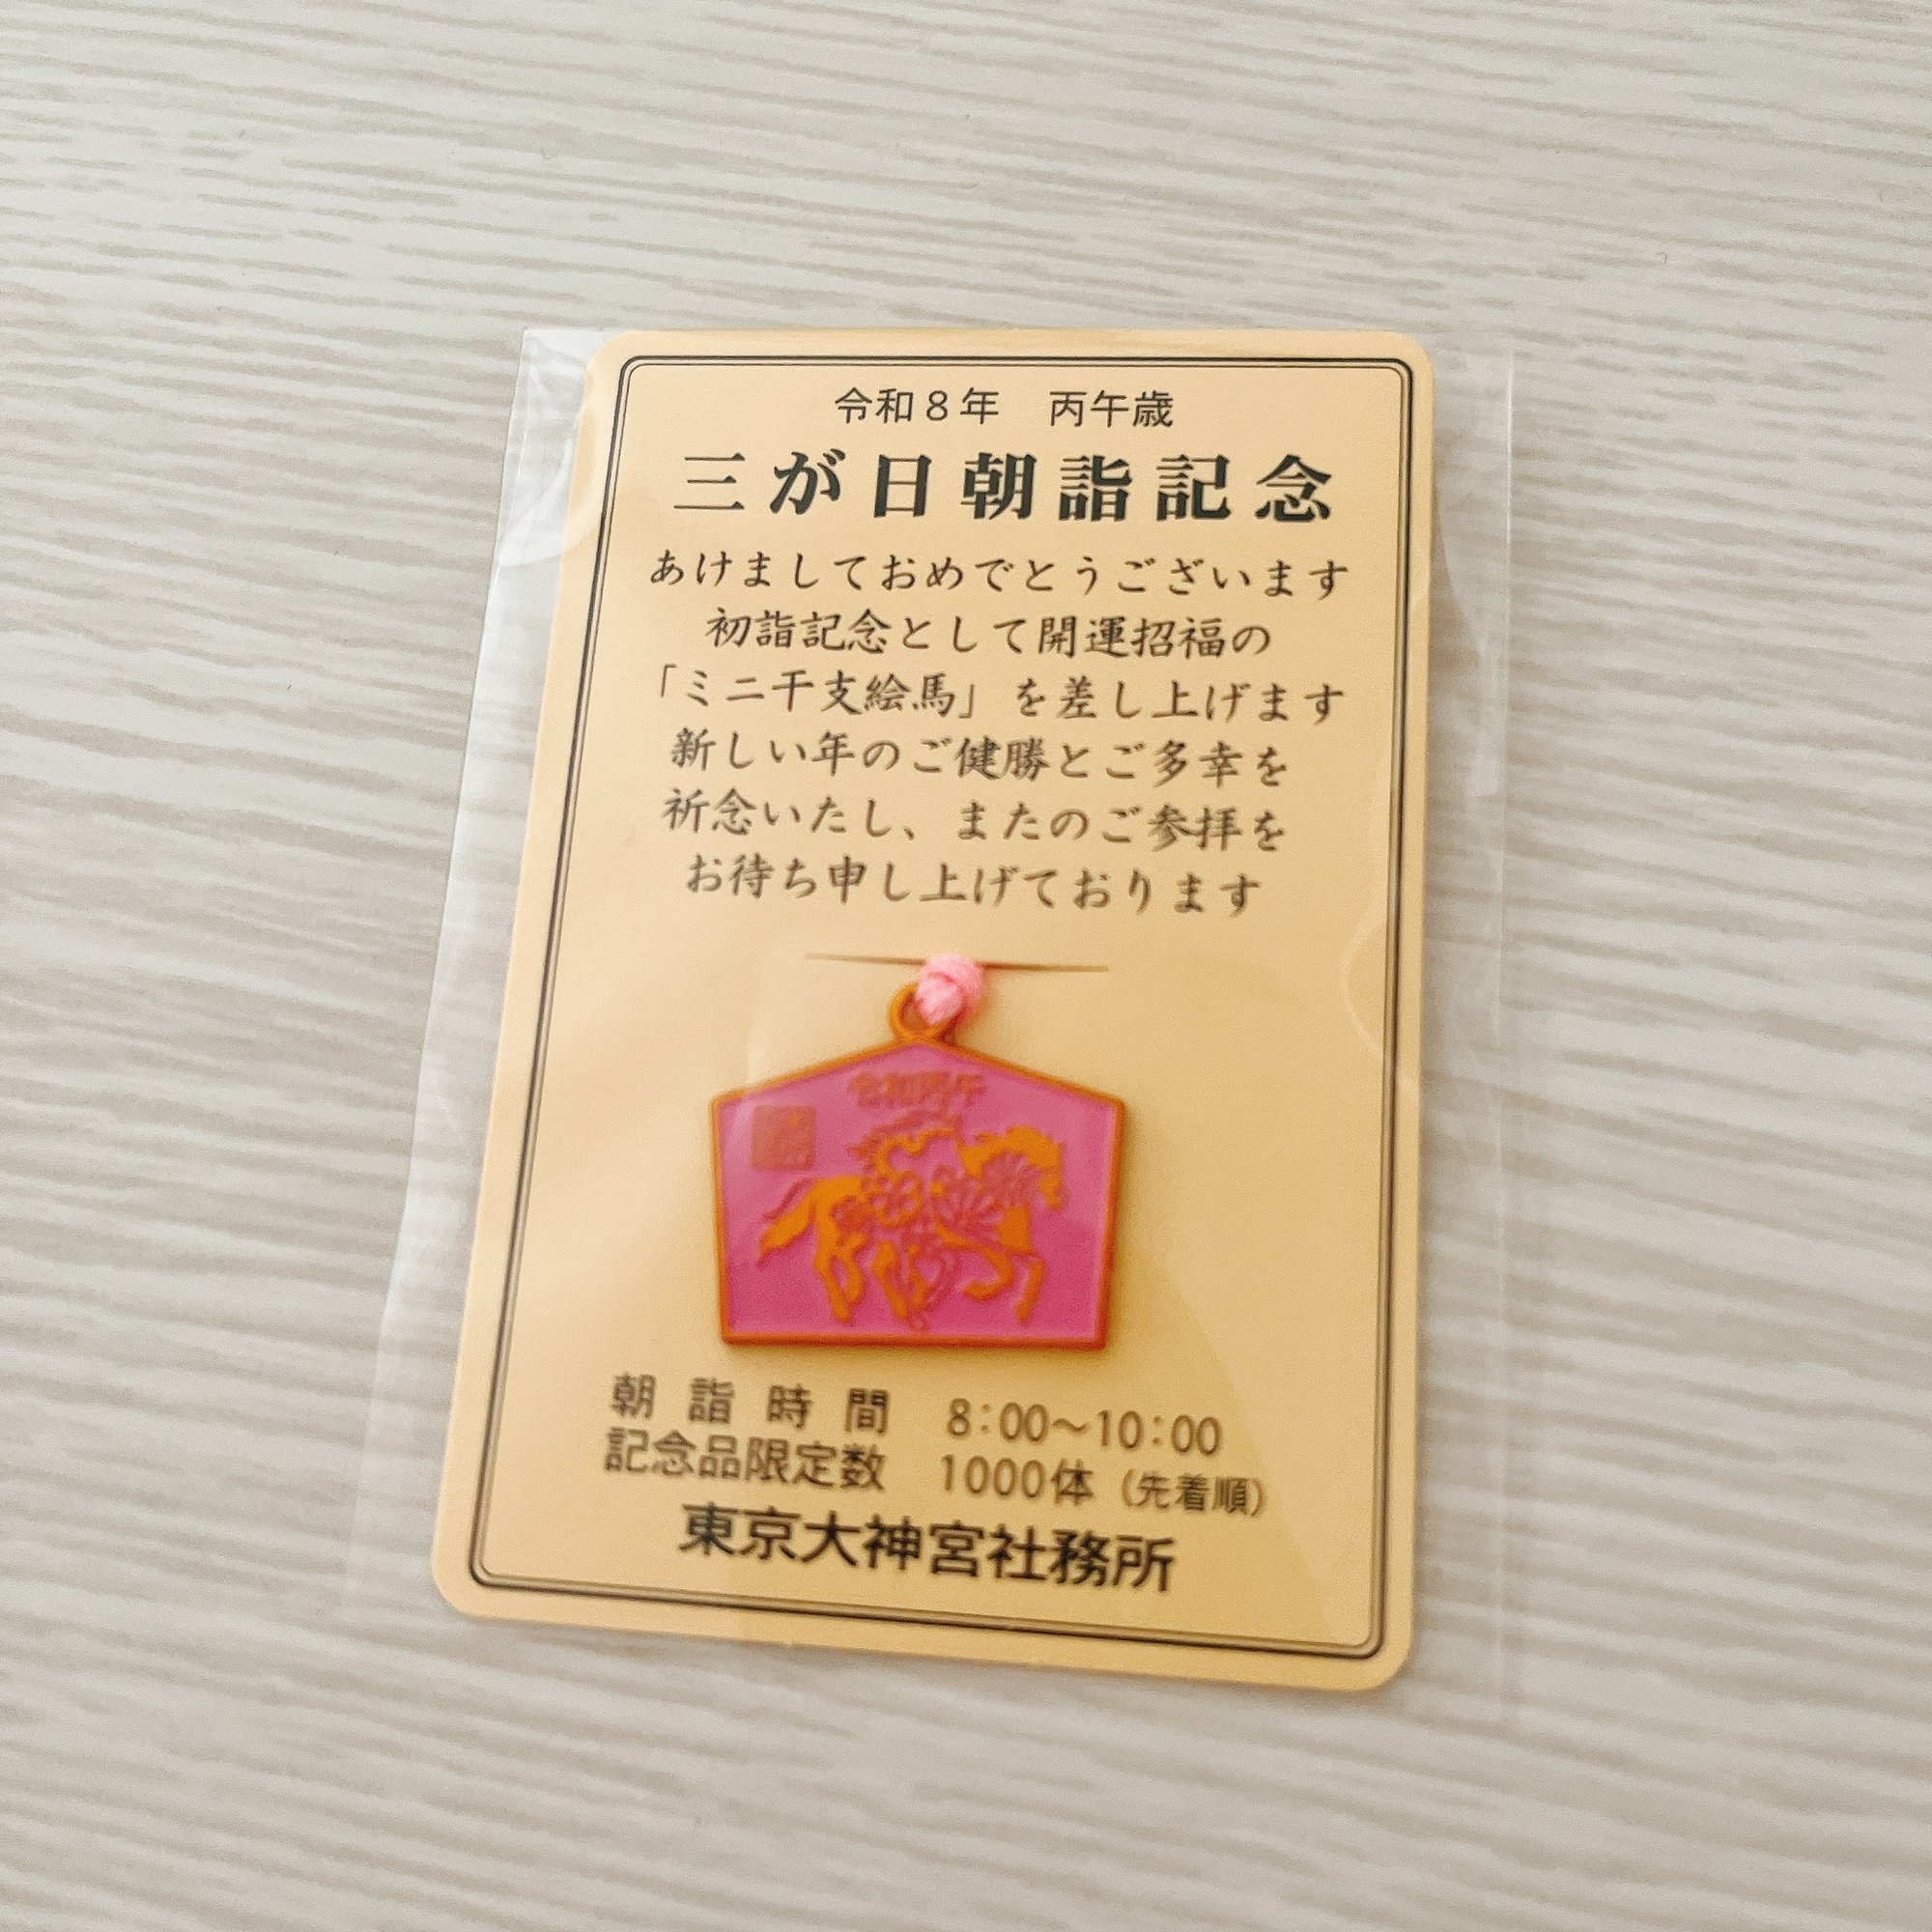 令和８年　丙午歳
三が日朝詣記念
あけましておめでとうございます
初詣記念として開運招福の
「ミニ干支絵馬」を差し上げます
新しい年のご健勝とご多幸を
祈念いたし、またのご参拝を
お待ち申し上げております
令和丙午
朝詣時間　8：00～10：00
記念品限定数　1000体（先着順）
東京大神宮社務所